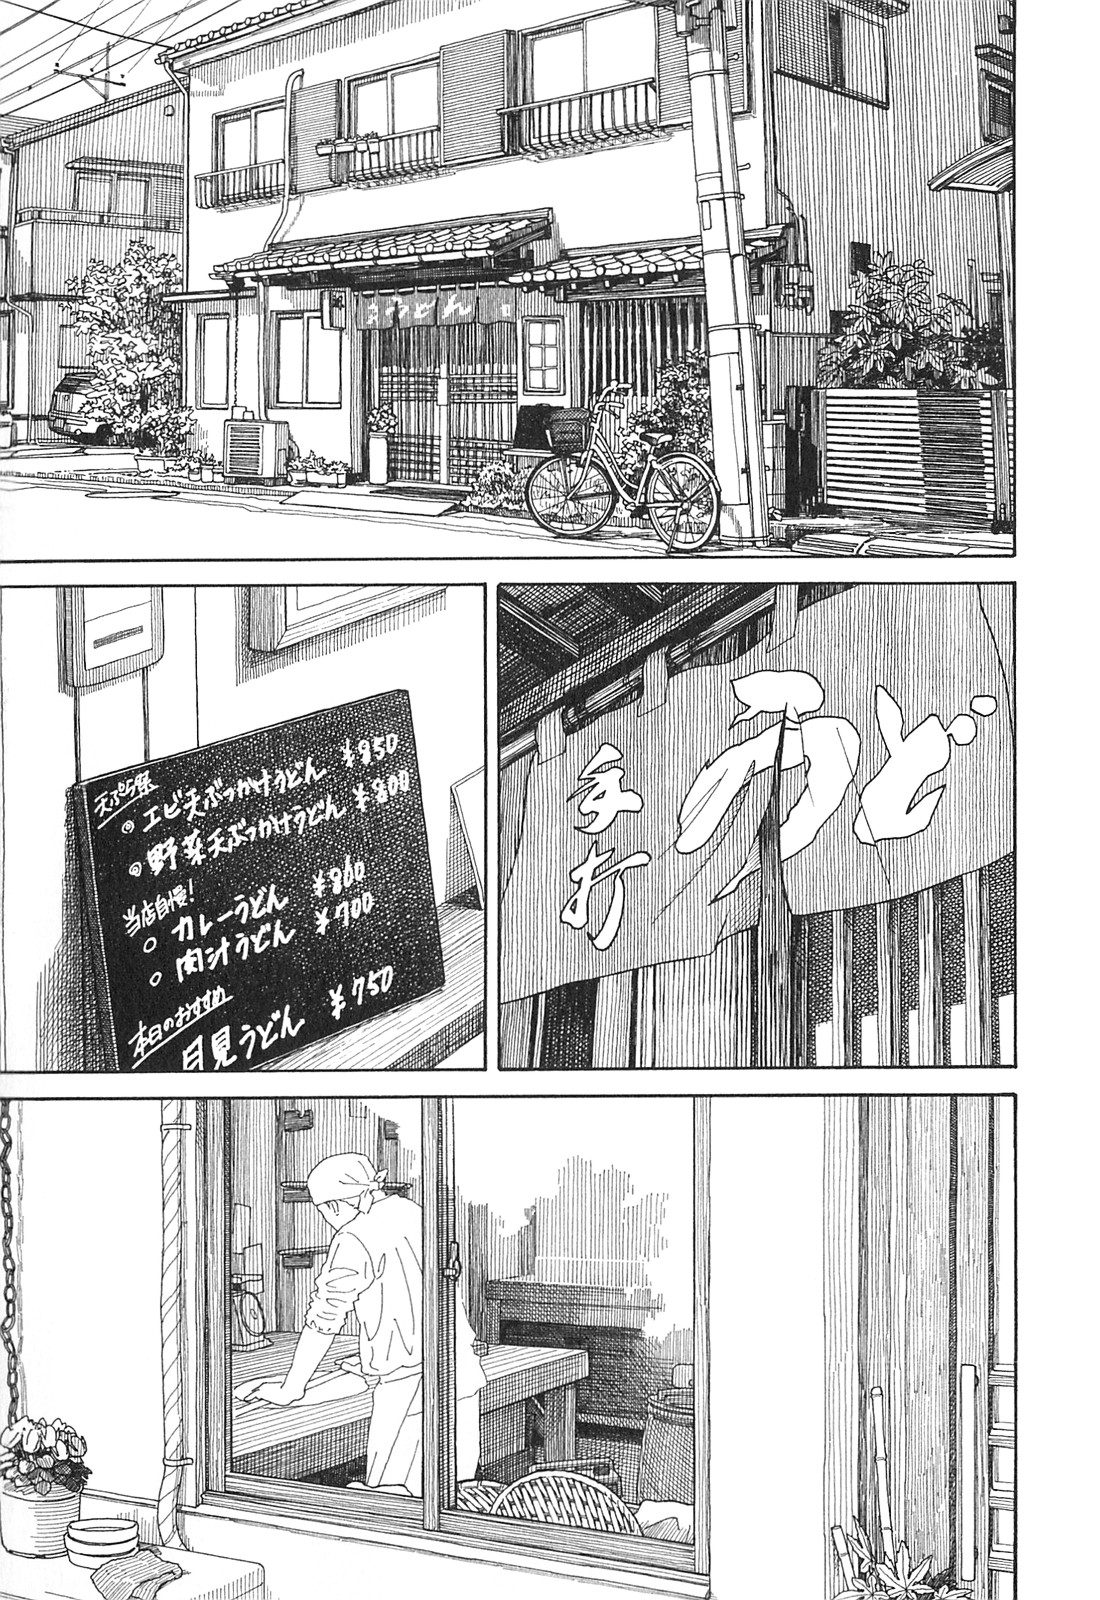 うどん
手打
うど
天ぷら
◎エビ天ぶっかけうどん ¥850
◎野菜天ぶっかけうどん ¥800
当店自慢!
○ カレーうどん ¥800
○ 肉汁うどん ¥700
本日のおすすめ
月見うどん ¥750